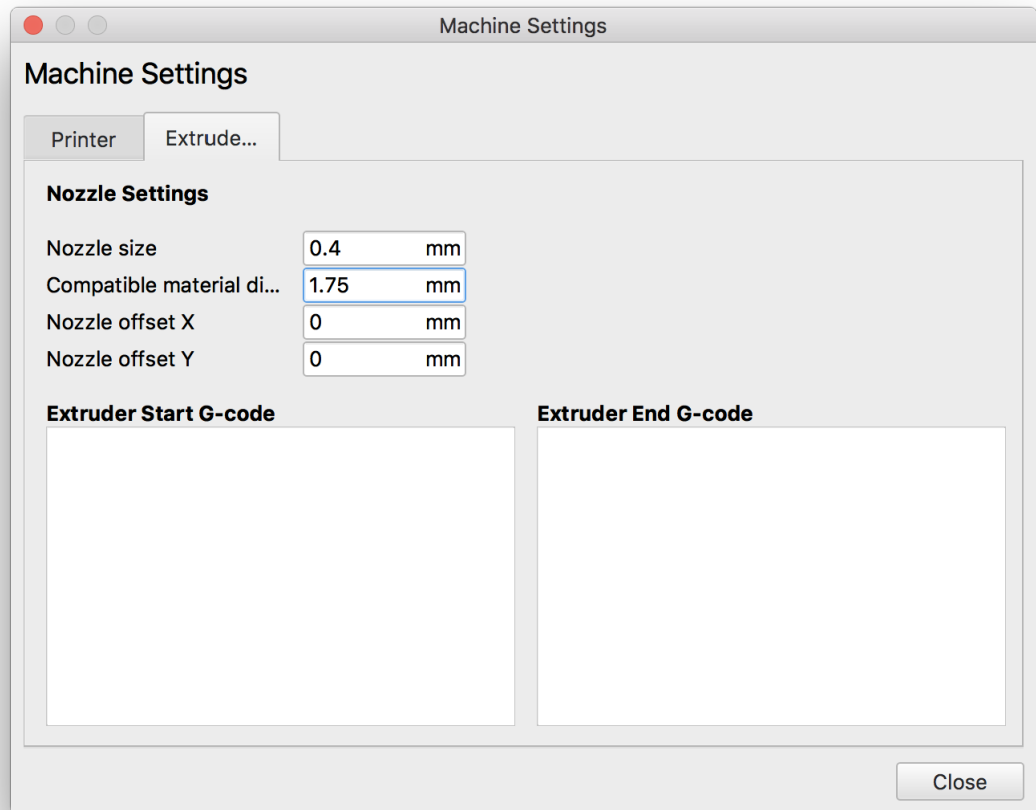 Machine Settings
Machine Settings
Printer
Extrude...
Nozzle Settings
Nozzle size 0.4 mm
Compatible material di... 1.75 mm
Nozzle offset X 0 mm
Nozzle offset Y 0 mm
Extruder Start G-code
Extruder End G-code
Close